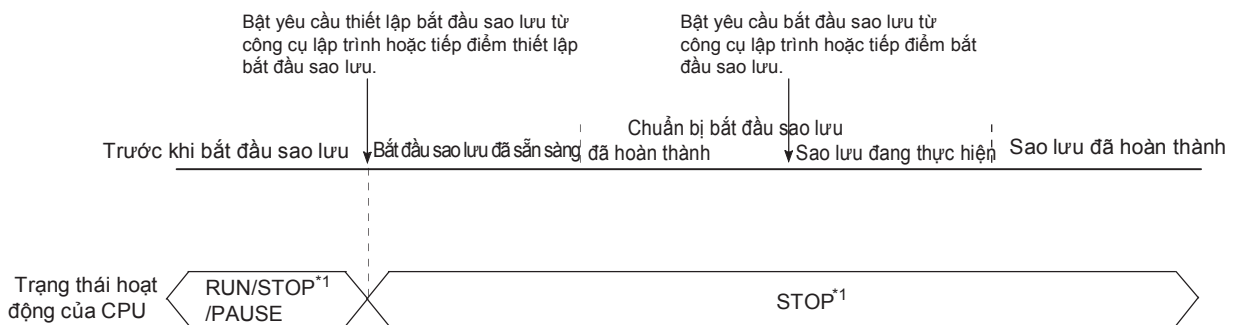 Bật yêu cầu thiết lập bắt đầu sao lưu từ
công cụ lập trình hoặc tiếp điểm thiết lập
bắt đầu sao lưu.
Bật yêu cầu bắt đầu sao lưu từ
công cụ lập trình hoặc tiếp điểm bắt
đầu sao lưu.
Trước khi bắt đầu sao lưu
Bắt đầu sao lưu đã sẵn sàng
Chuẩn bị bắt đầu sao lưu
đã hoàn thành
Sao lưu đang thực hiện
Sao lưu đã hoàn thành
Trạng thái hoạt
động của CPU
RUN/STOP*1
/PAUSE
STOP*1